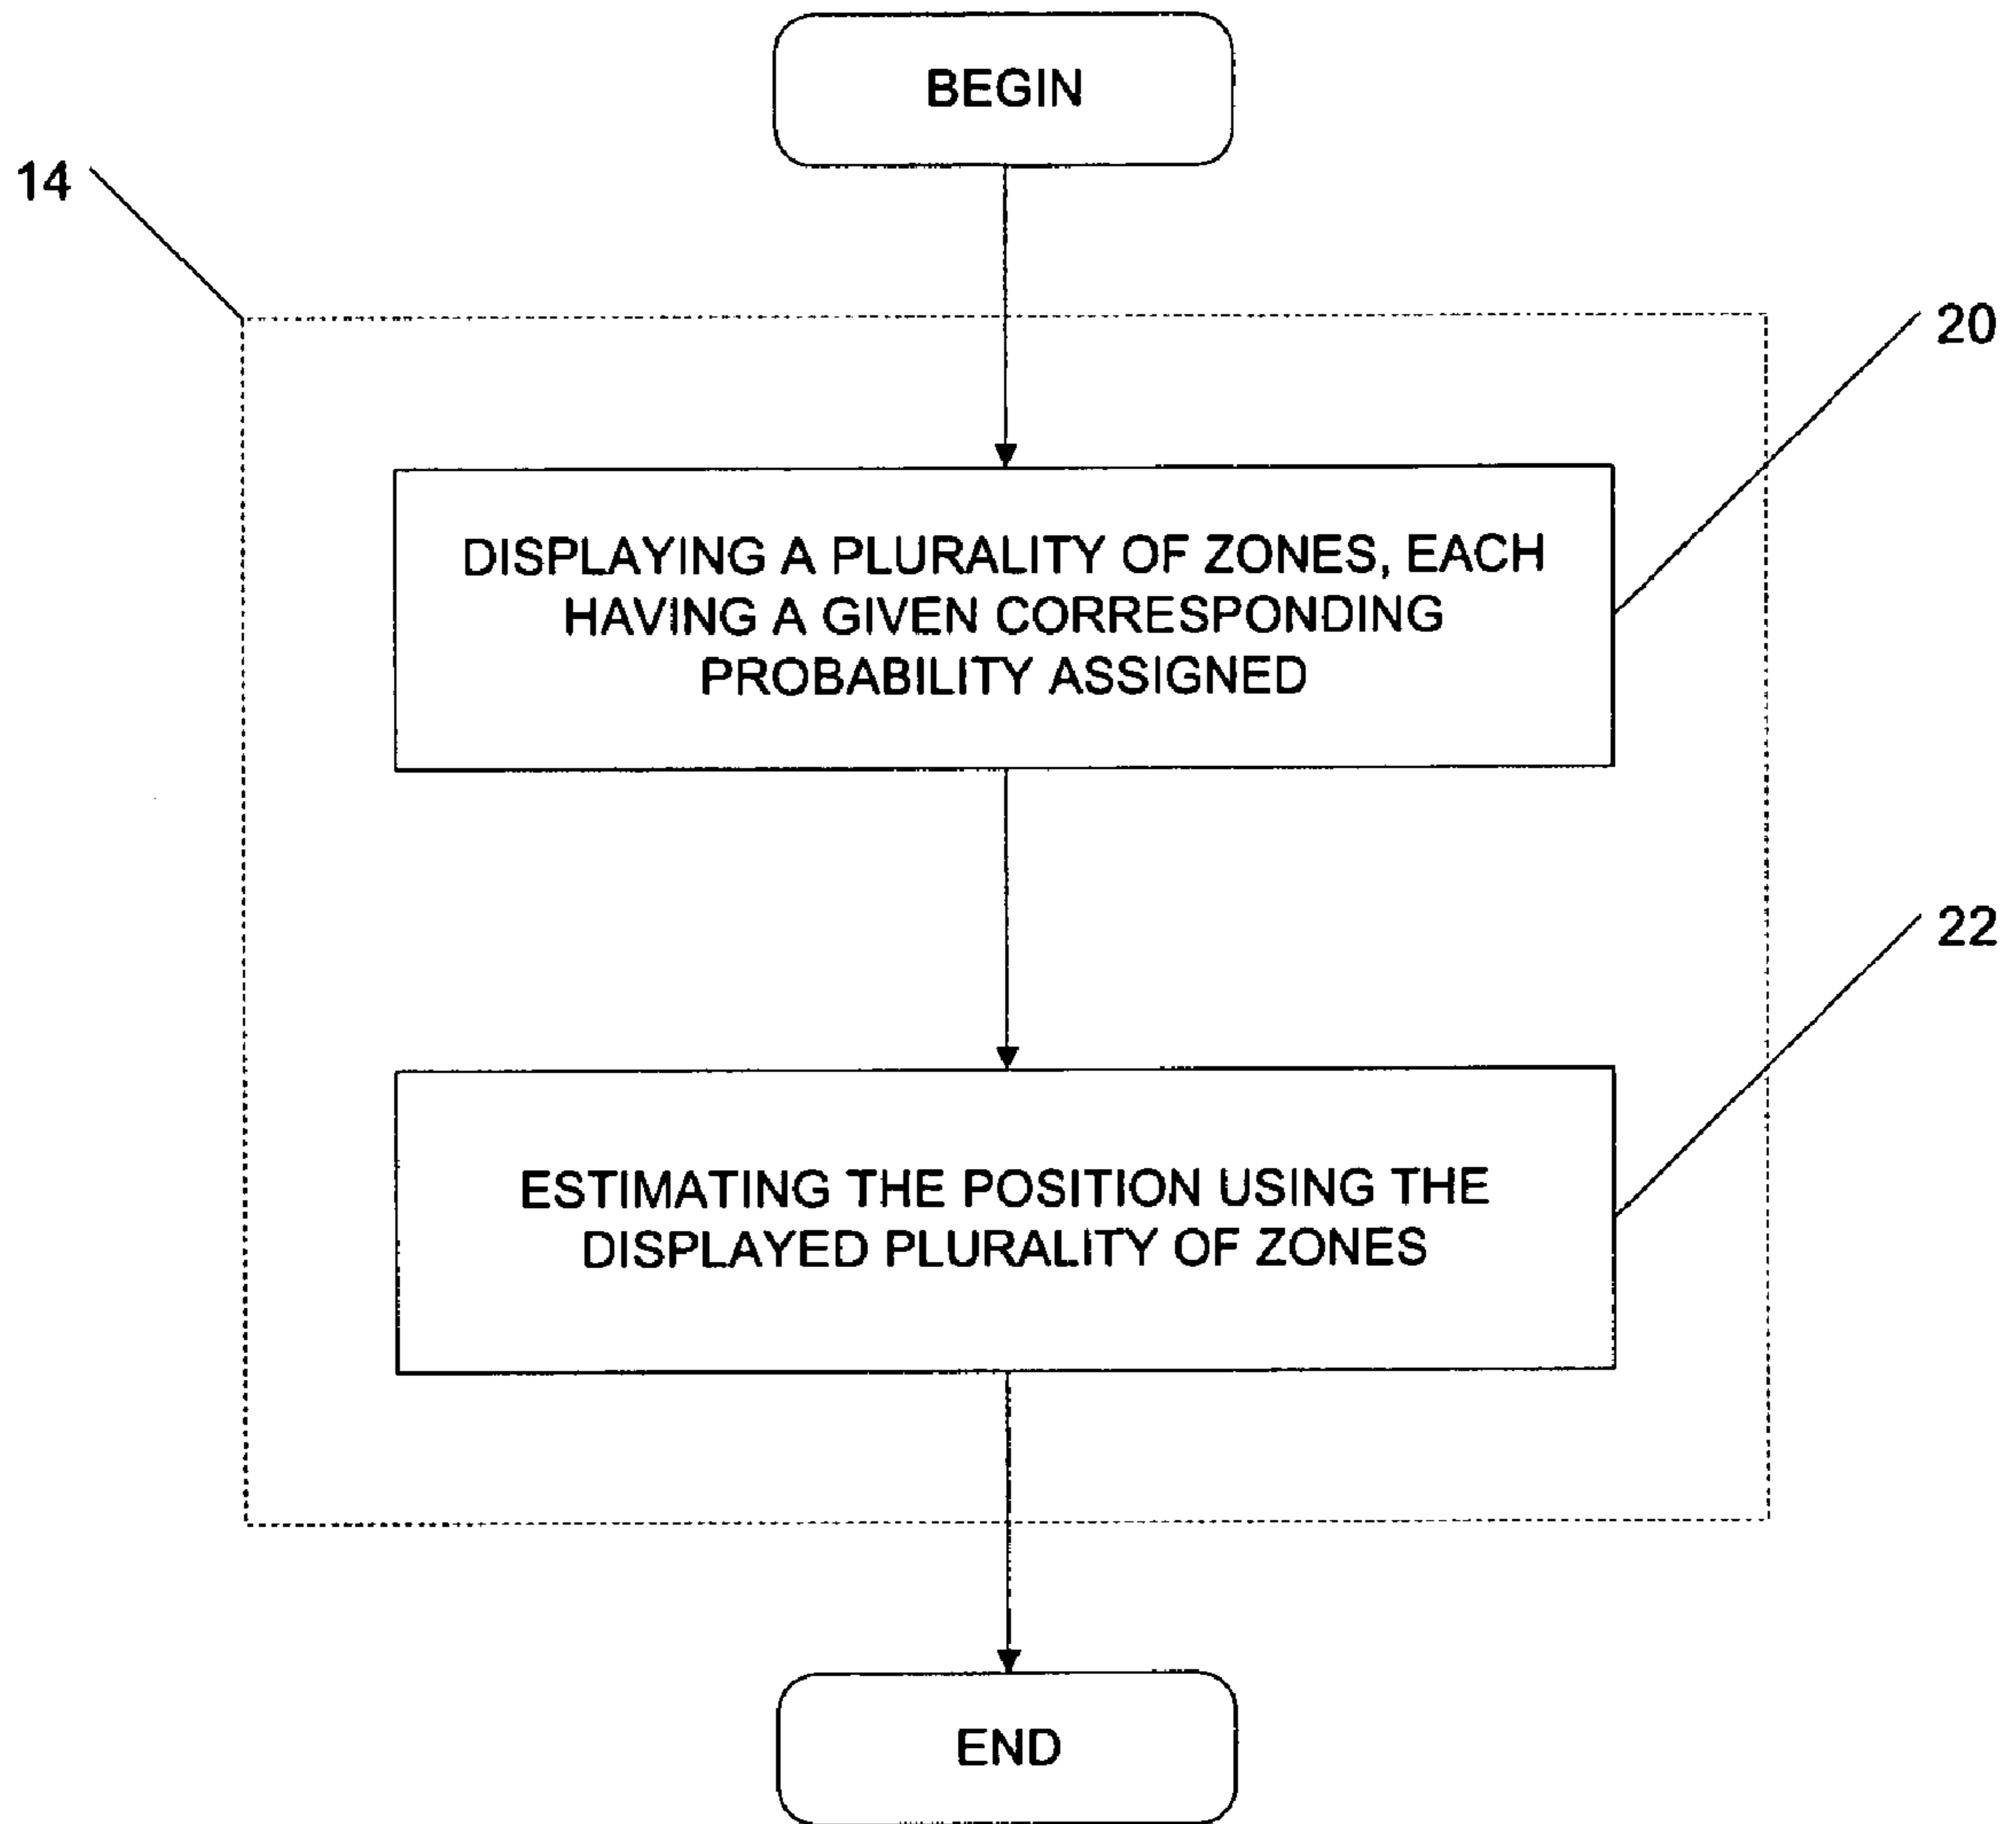 BEGIN
14
20
DISPLAYING A PLURALITY OF ZONES, EACH
HAVING A GIVEN CORRESPONDING
PROBABILITY ASSIGNED
22
ESTIMATING THE POSITION USING THE
DISPLAYED PLURALITY OF ZONES
END